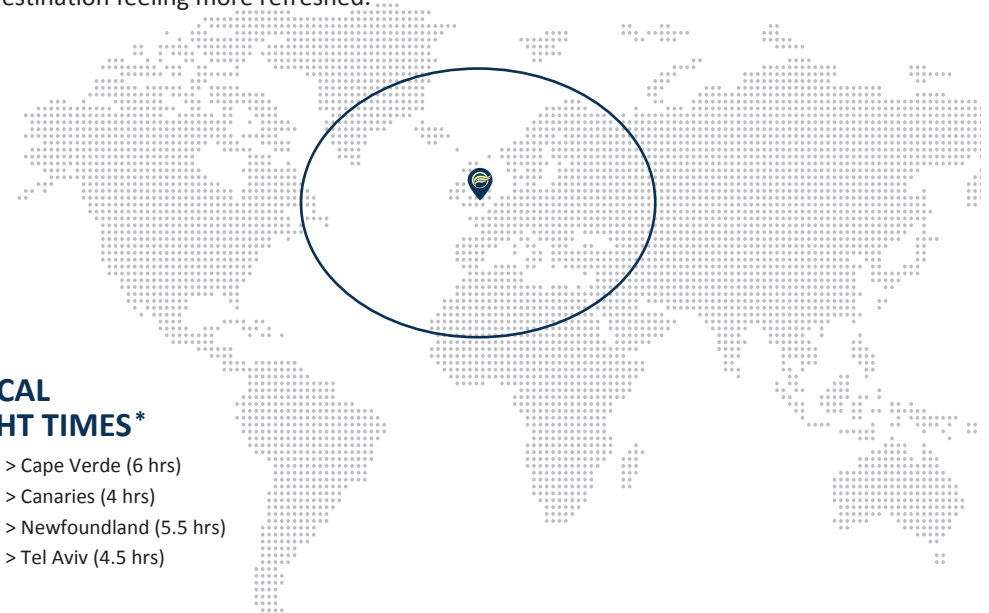 estination feeling more refreshed.
CAL
HT TIMES*
> Cape Verde (6 hrs)
> Canaries (4 hrs)
> Newfoundland (5.5 hrs)
> Tel Aviv (4.5 hrs)